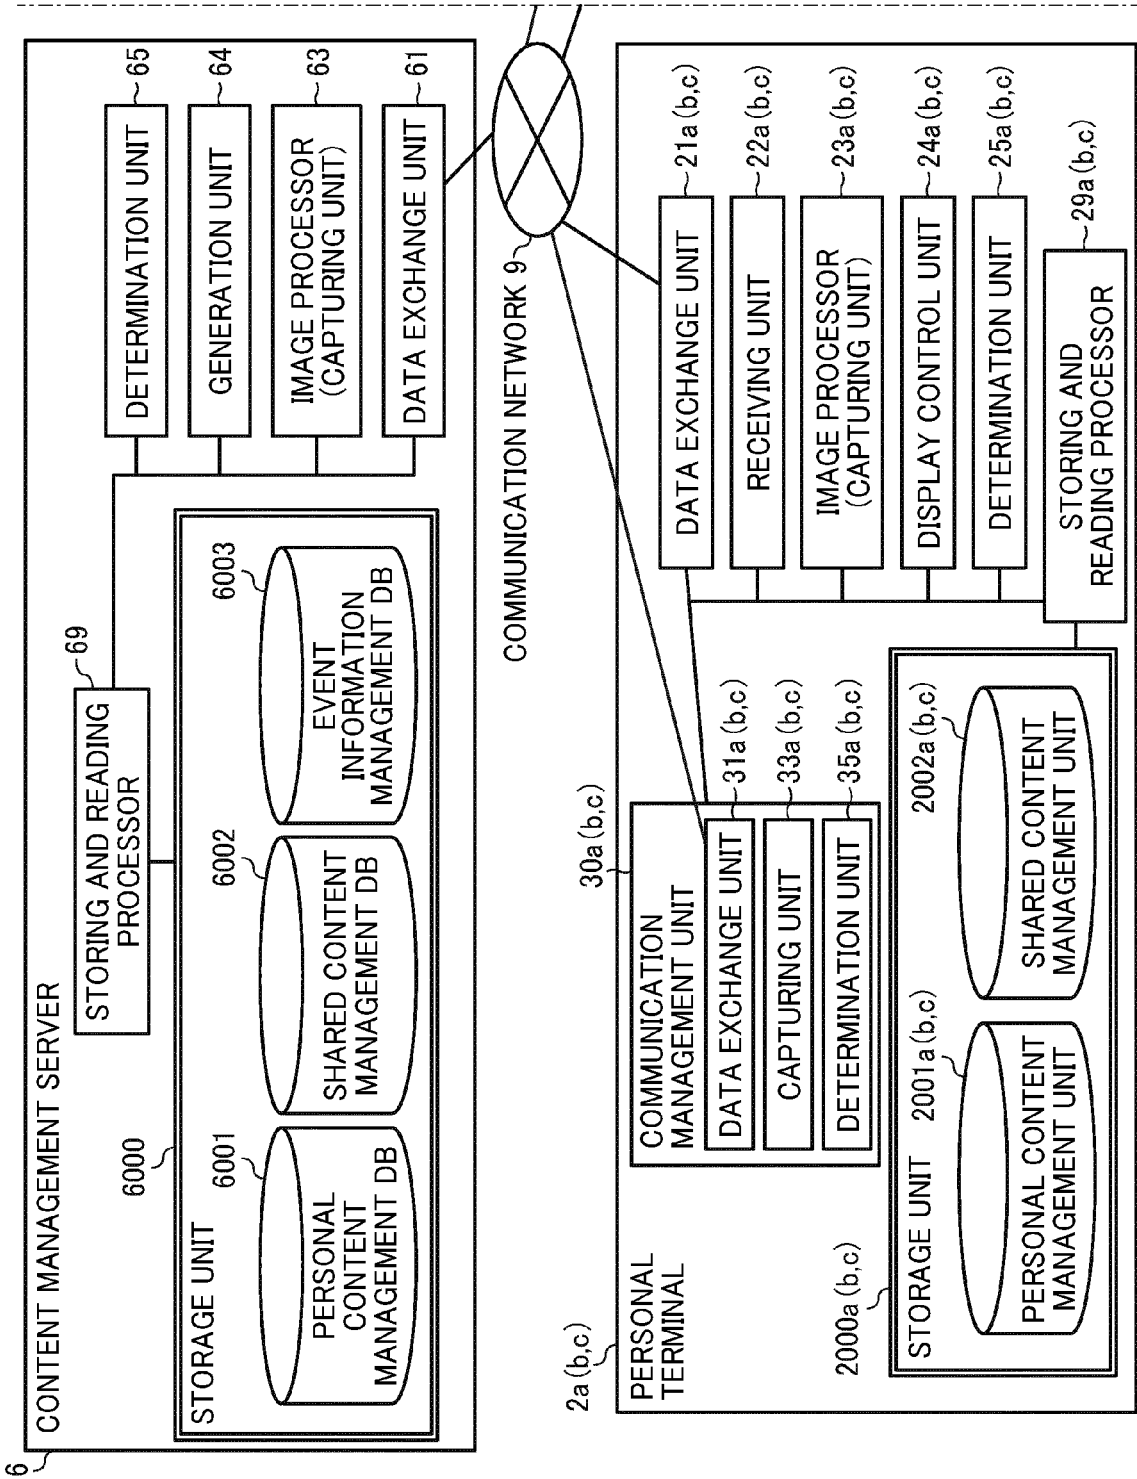 6
CONTENT MANAGEMENT SERVER
STORING AND READING
PROCESSOR
69
6000
STORAGE UNIT
6001
PERSONAL
CONTENT
MANAGEMENT DB
6002
SHARED CONTENT
MANAGEMENT DB
6003
EVENT
INFORMATION
MANAGEMENT DB
DETERMINATION UNIT
65
GENERATION UNIT
64
IMAGE PROCESSOR
(CAPTURING UNIT)
63
DATA EXCHANGE UNIT
61
COMMUNICATION NETWORK 9
2a (b,c)
PERSONAL
TERMINAL
30a (b,c)
COMMUNICATION
MANAGEMENT UNIT
DATA EXCHANGE UNIT
31a (b,c)
CAPTURING UNIT
33a (b,c)
DETERMINATION UNIT
35a (b,c)
DATA EXCHANGE UNIT
21a (b,c)
RECEIVING UNIT
22a (b,c)
IMAGE PROCESSOR
(CAPTURING UNIT)
23a (b,c)
DISPLAY CONTROL UNIT
24a (b,c)
DETERMINATION UNIT
25a (b,c)
STORING AND
READING PROCESSOR
29a (b,c)
2000a (b,c)
STORAGE UNIT
2001a (b,c)
PERSONAL CONTENT
MANAGEMENT UNIT
2002a (b,c)
SHARED CONTENT
MANAGEMENT UNIT